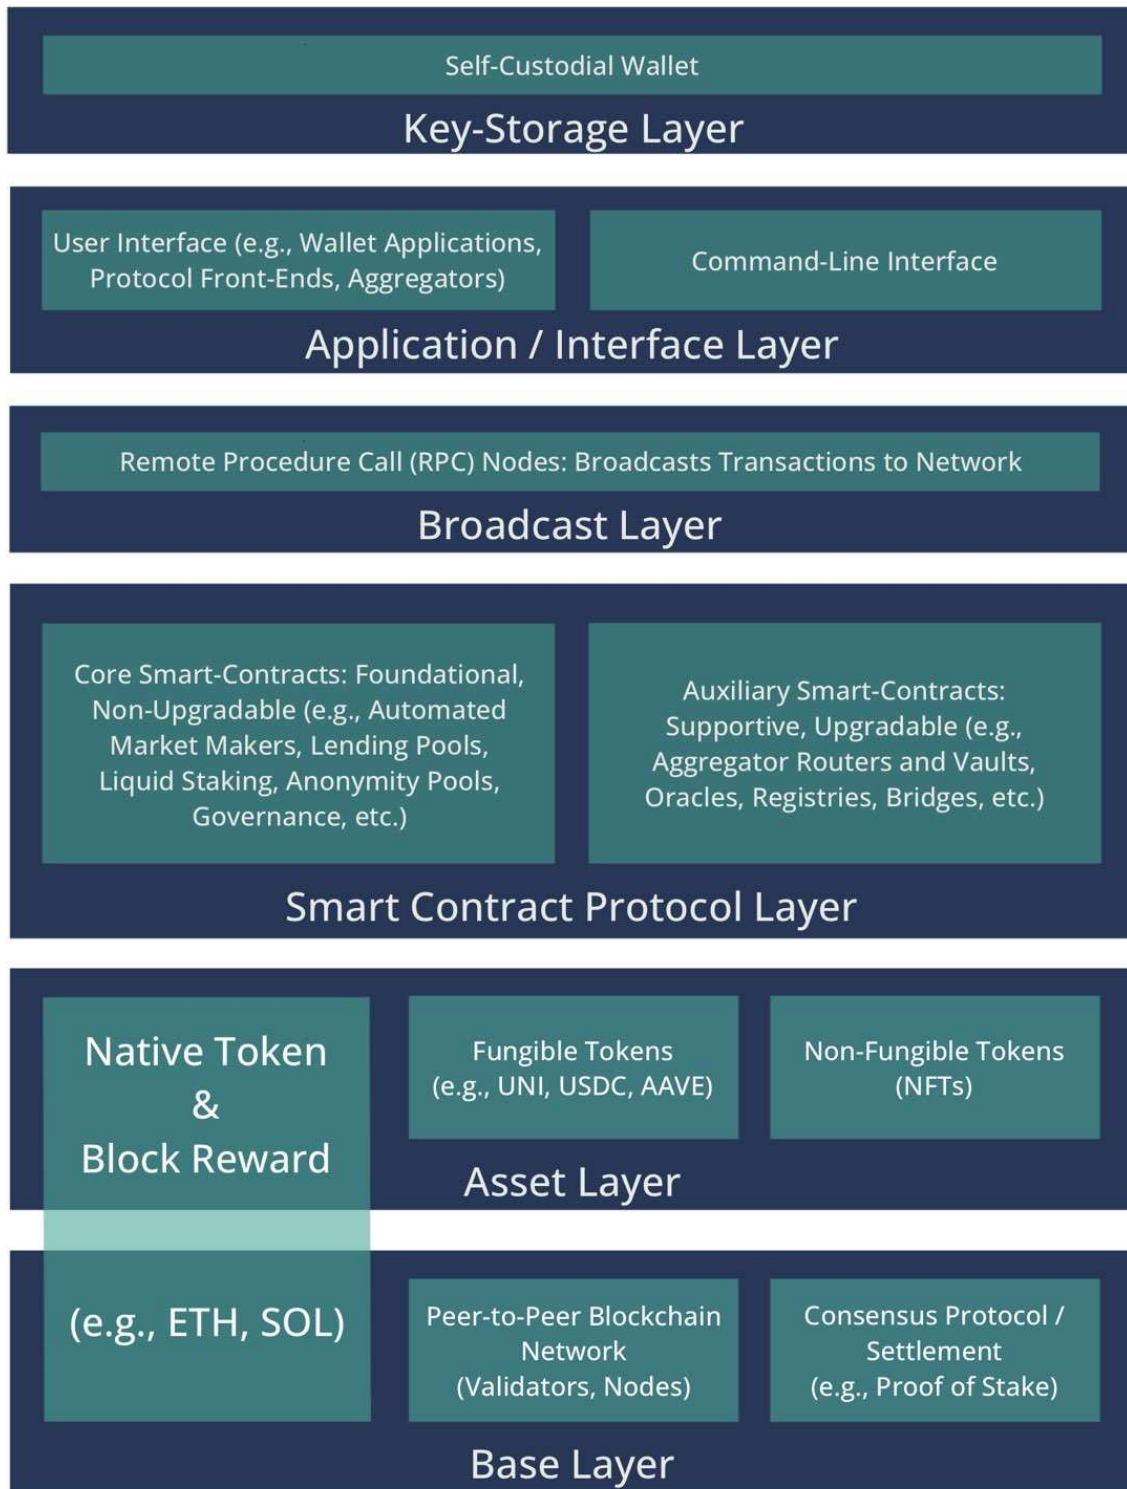 Self-Custodial Wallet
Key-Storage Layer
User Interface (e.g., Wallet Applications,
Protocol Front-Ends, Aggregators)
Command-Line Interface
Application / Interface Layer
Remote Procedure Call (RPC) Nodes: Broadcasts Transactions to Network
Broadcast Layer
Core Smart-Contracts: Foundational,
Non-Upgradable (e.g., Automated
Market Makers, Lending Pools,
Liquid Staking, Anonymity Pools,
Governance, etc.)
Auxiliary Smart-Contracts:
Supportive, Upgradable (e.g.,
Aggregator Routers and Vaults,
Oracles, Registries, Bridges, etc.)
Smart Contract Protocol Layer
Native Token
&
Block Reward
(e.g., ETH, SOL)
Fungible Tokens
(e.g., UNI, USDC, AAVE)
Non-Fungible Tokens
(NFTs)
Asset Layer
Peer-to-Peer Blockchain
Network
(Validators, Nodes)
Consensus Protocol /
Settlement
(e.g., Proof of Stake)
Base Layer